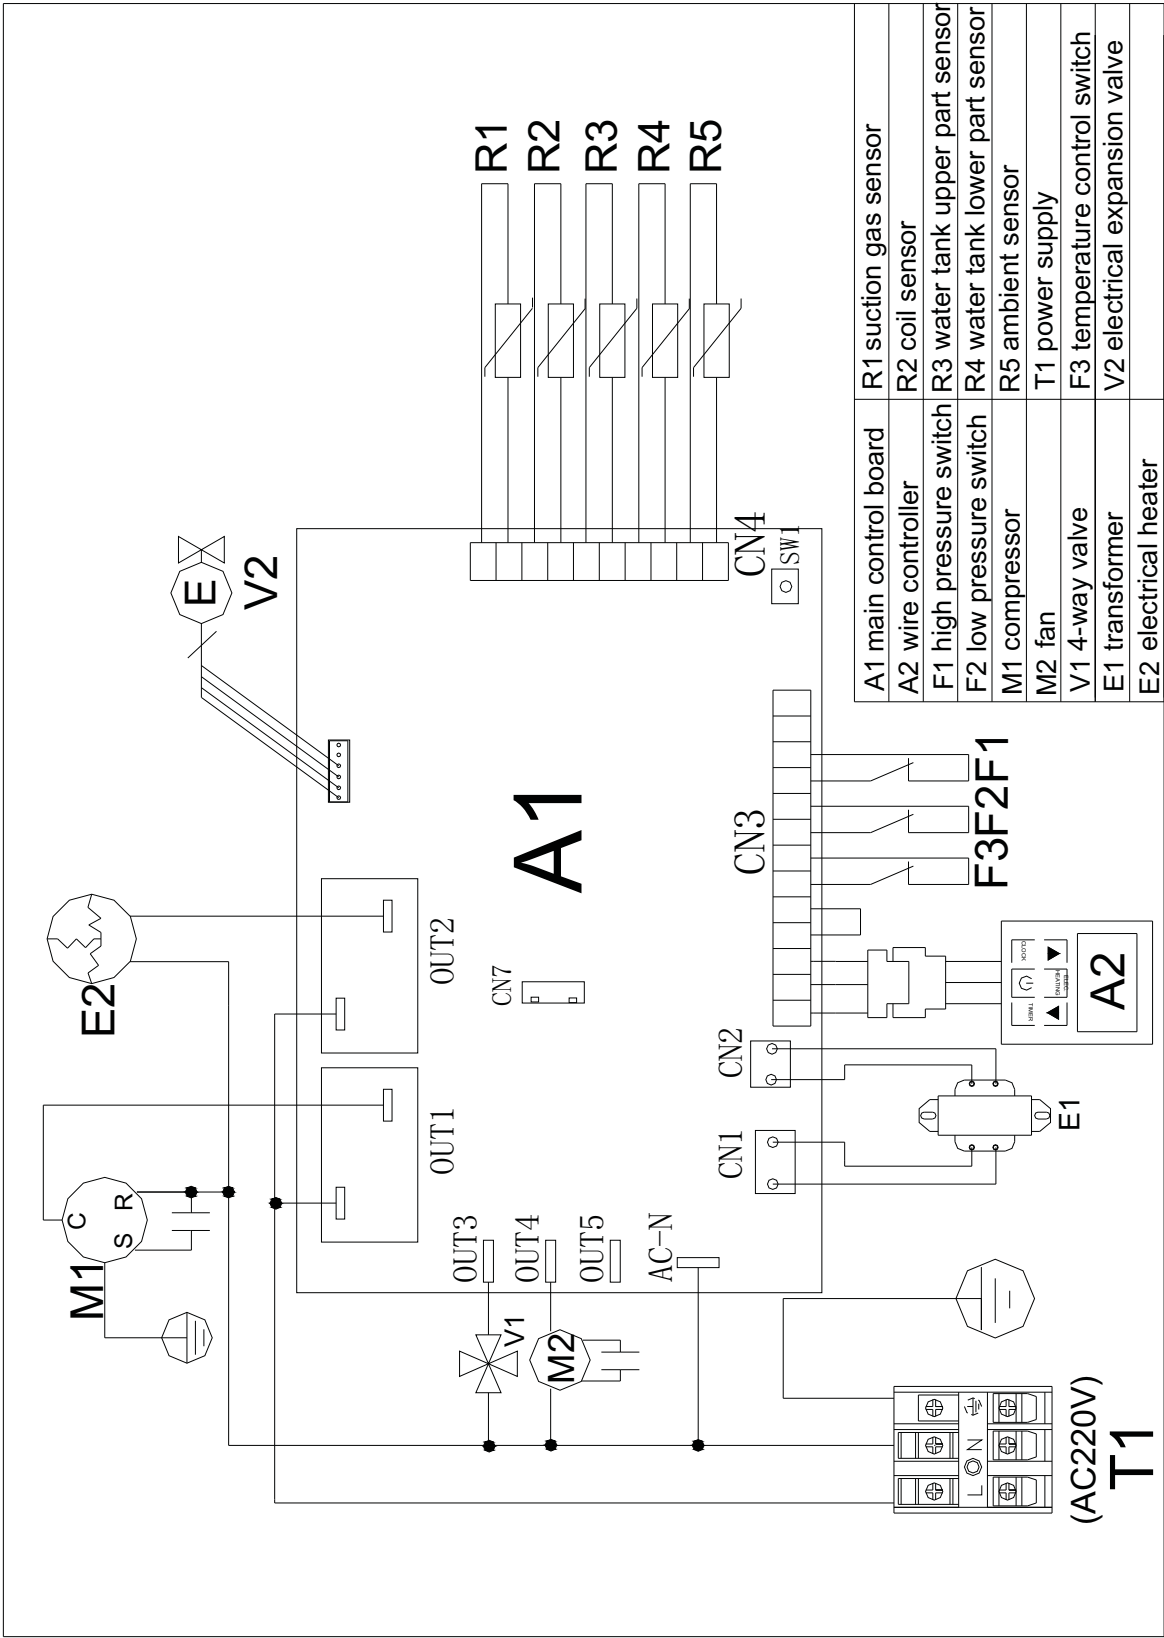 E2
M1
C
S
R
E
V2
OUT1
OUT2
CN7
A1
OUT3
OUT4
OUT5
AC-N
V1
M2
CN1
CN2
CN3
CN4
SW1
R1
R2
R3
R4
R5
F3F2F1
E1
TIMER
ELEC HEATING
CLOCK
A2
L N
(AC220V)
T1
A1 main control board R1 suction gas sensor
A2 wire controller R2 coil sensor
F1 high pressure switch R3 water tank upper part sensor
F2 low pressure switch R4 water tank lower part sensor
M1 compressor R5 ambient sensor
M2 fan T1 power supply
V1 4-way valve F3 temperature control switch
E1 transformer V2 electrical expansion valve
E2 electrical heater